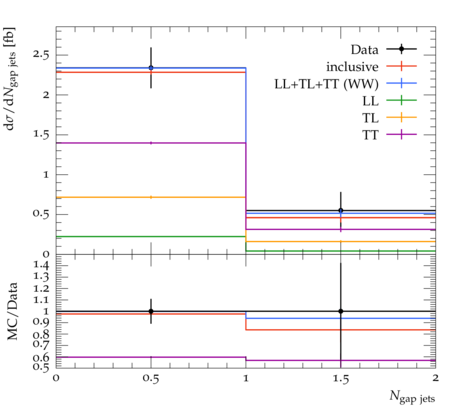 dσ/dN_gap jets [fb]
2.5
2
1.5
1
0.5
0
Data
inclusive
LL+TL+TT (WW)
LL
TL
TT
MC/Data
1.4
1.3
1.2
1.1
1
0.9
0.8
0.7
0.6
0.5
0 0.5 1 1.5 2
N_gap jets